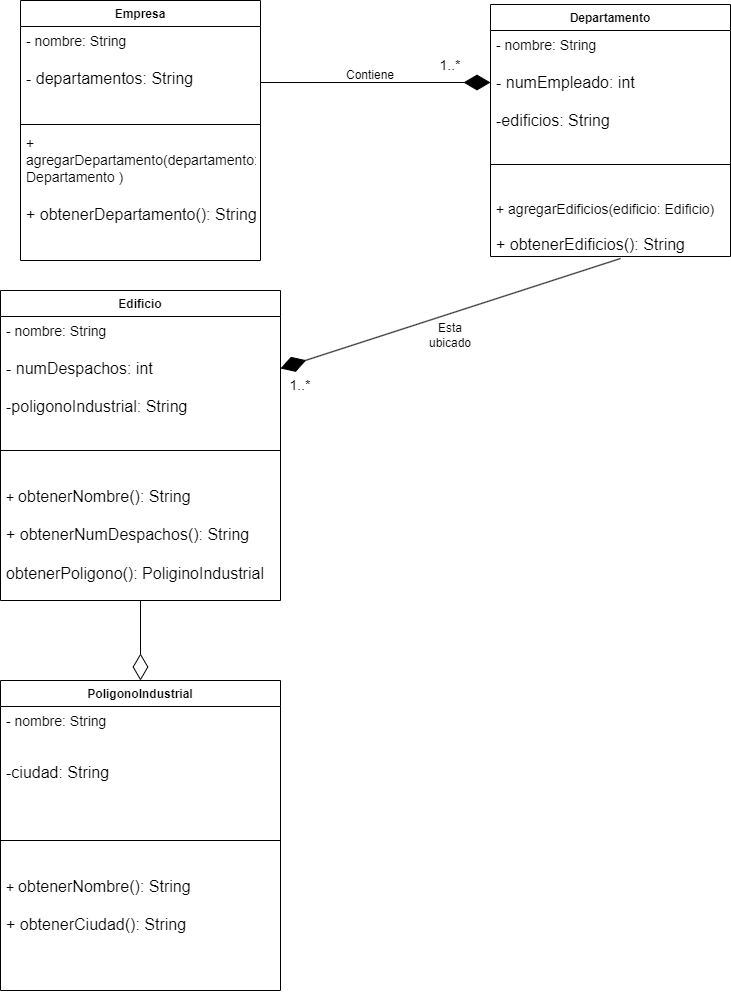 Empresa
- nombre: String
- departamentos: String
+
agregarDepartamento(departamento:
Departamento )
+ obtenerDepartamento(): String
Contiene
1..*
Departamento
- nombre: String
- numEmpleado: int
-edificios: String
+ agregarEdificios(edificio: Edificio)
+ obtenerEdificios(): String
Esta
ubicado
1..*
Edificio
- nombre: String
- numDespachos: int
-poligonoIndustrial: String
+ obtenerNombre(): String
+ obtenerNumDespachos(): String
obtenerPoligono(): PoliginoIndustrial
PoligonoIndustrial
- nombre: String
-ciudad: String
+ obtenerNombre(): String
+ obtenerCiudad(): String